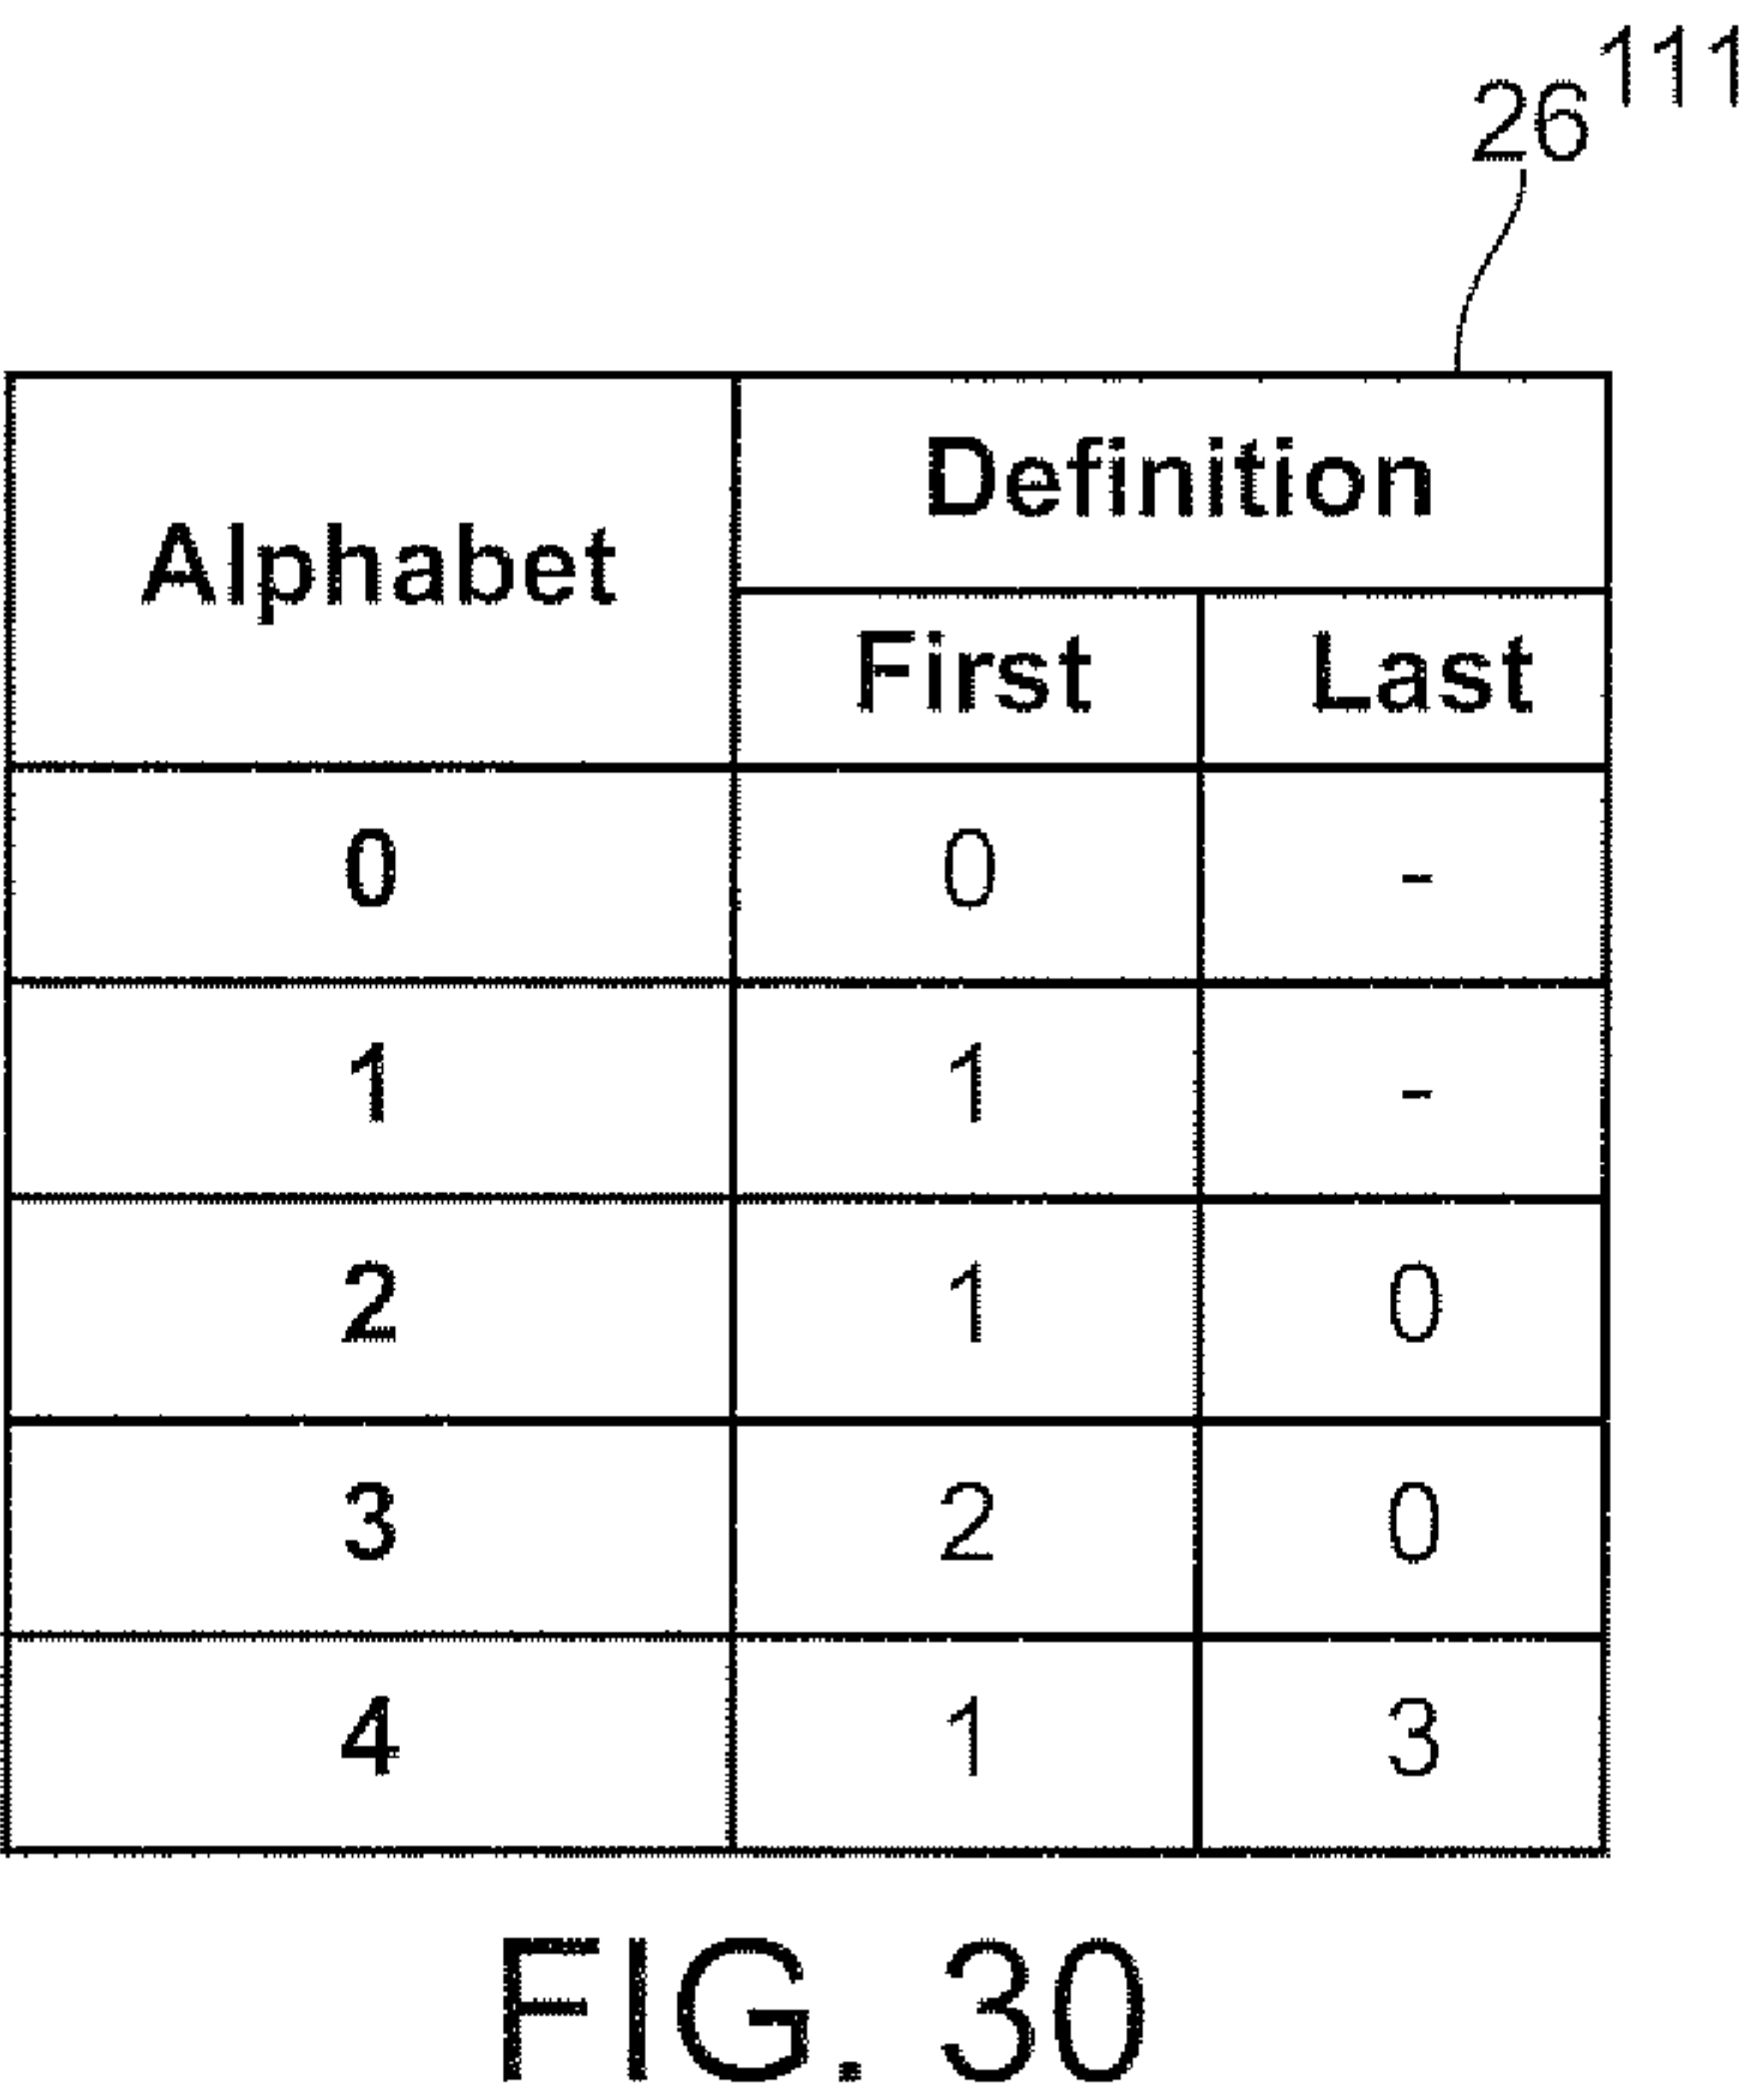 26¹¹¹
Definition
Alphabet
First Last
0 0 -
1 1 -
2 1 0
3 2 0
4 1 3
FIG. 30